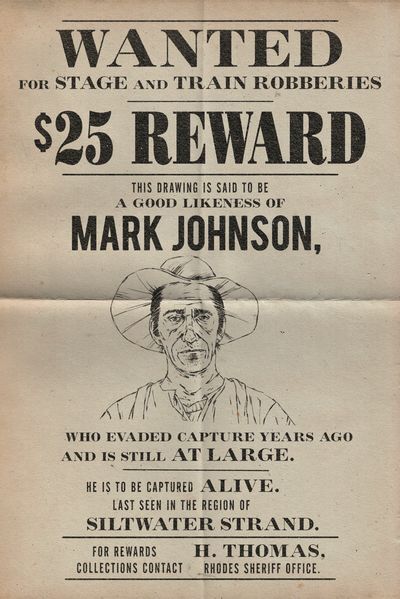 WANTED
FOR STAGE AND TRAIN ROBBERIES
$25 REWARD
THIS DRAWING IS SAID TO BE
A GOOD LIKENESS OF
MARK JOHNSON,
WHO EVADED CAPTURE YEARS AGO
AND IS STILL AT LARGE.
HE IS TO BE CAPTURED ALIVE.
LAST SEEN IN THE REGION OF
SILTWATER STRAND.
FOR REWARDS
COLLECTIONS CONTACT
H. THOMAS,
RHODES SHERIFF OFFICE.